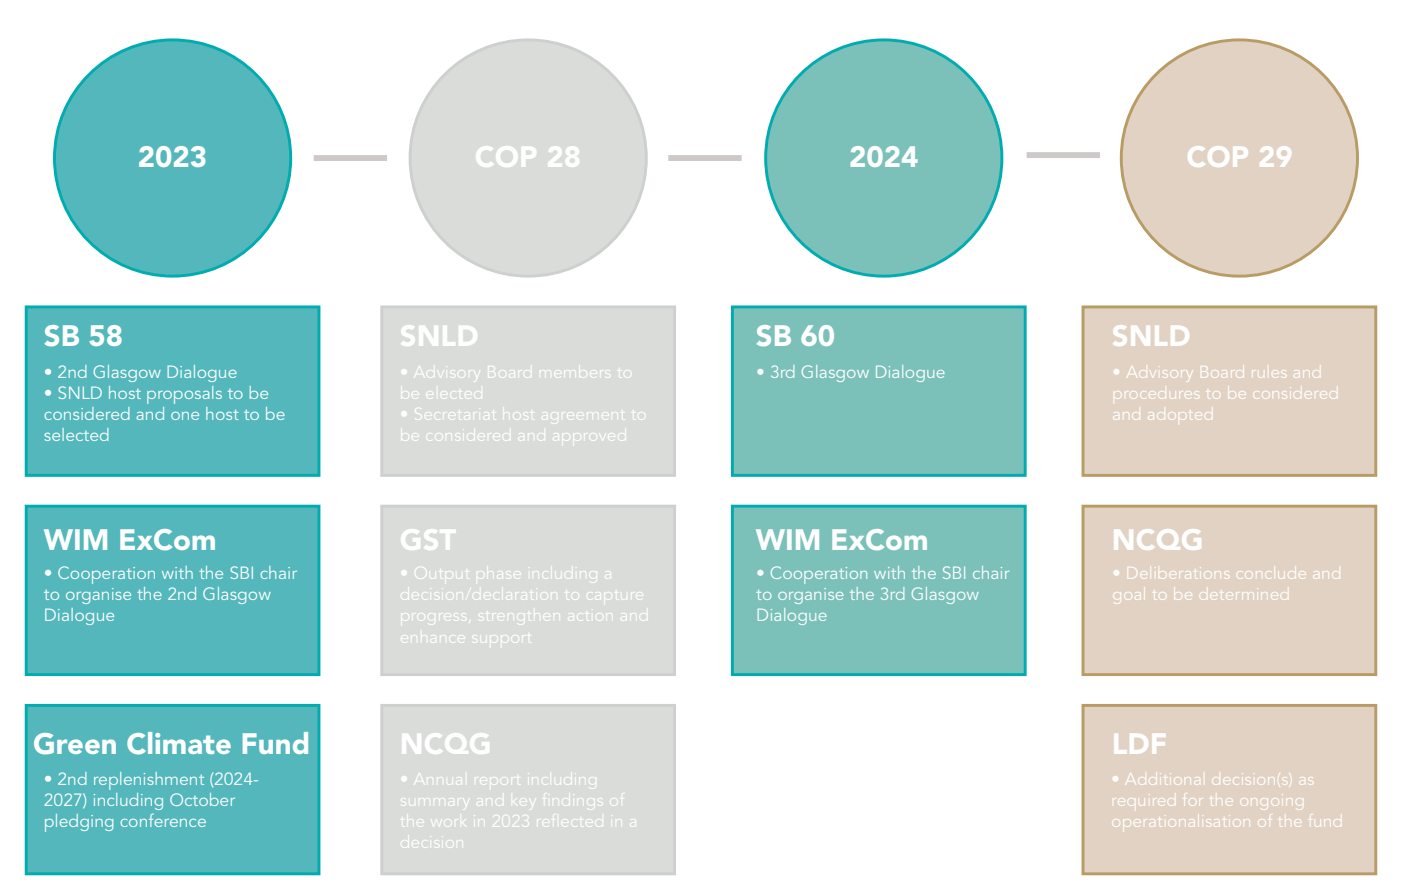 2023
COP 28
2024
COP 29
SB 58
• 2nd Glasgow Dialogue
• SNLD host proposals to be
considered and one host to be
selected
WIM ExCom
• Cooperation with the SBI chair
to organise the 2nd Glasgow
Dialogue
Green Climate Fund
• 2nd replenishment (2024-
2027) including October
pledging conference
SNLD
• Advisory Board members to
be elected
• Secretariat host agreement to
be considered and approved
GST
• Output phase including a
decision/declaration to capture
progress, strengthen action and
enhance support
NCQG
• Annual report including
summary and key findings of
the work in 2023 reflected in a
decision
SB 60
• 3rd Glasgow Dialogue
WIM ExCom
• Cooperation with the SBI chair
to organise the 3rd Glasgow
Dialogue
SNLD
• Advisory Board rules and
procedures to be considered
and adopted
NCQG
• Deliberations conclude and
goal to be determined
LDF
• Additional decision(s) as
required for the ongoing
operationalisation of the fund